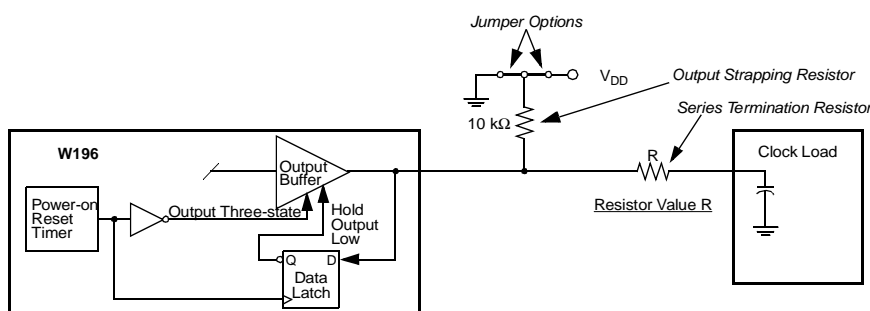 Jumper Options
VDD
Output Strapping Resistor
Series Termination Resistor
10 kΩ
W196
Output
Buffer
R
Clock Load
Power-on
Reset
Timer
Output Three-state
Hold
Output
Low
Resistor Value R
Q
D
Data
Latch